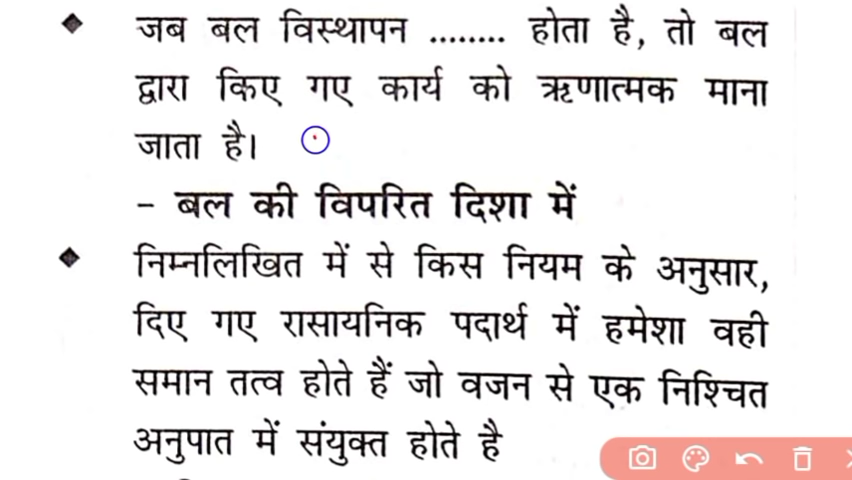 ◆ जब बल विस्थापन ........ होता है, तो बल
द्वारा किए गए कार्य को ऋणात्मक माना
जाता है।
- बल की विपरित दिशा में
◆ निम्नलिखित में से किस नियम के अनुसार,
दिए गए रासायनिक पदार्थ में हमेशा वही
समान तत्व होते हैं जो वजन से एक निश्चित
अनुपात में संयुक्त होते है